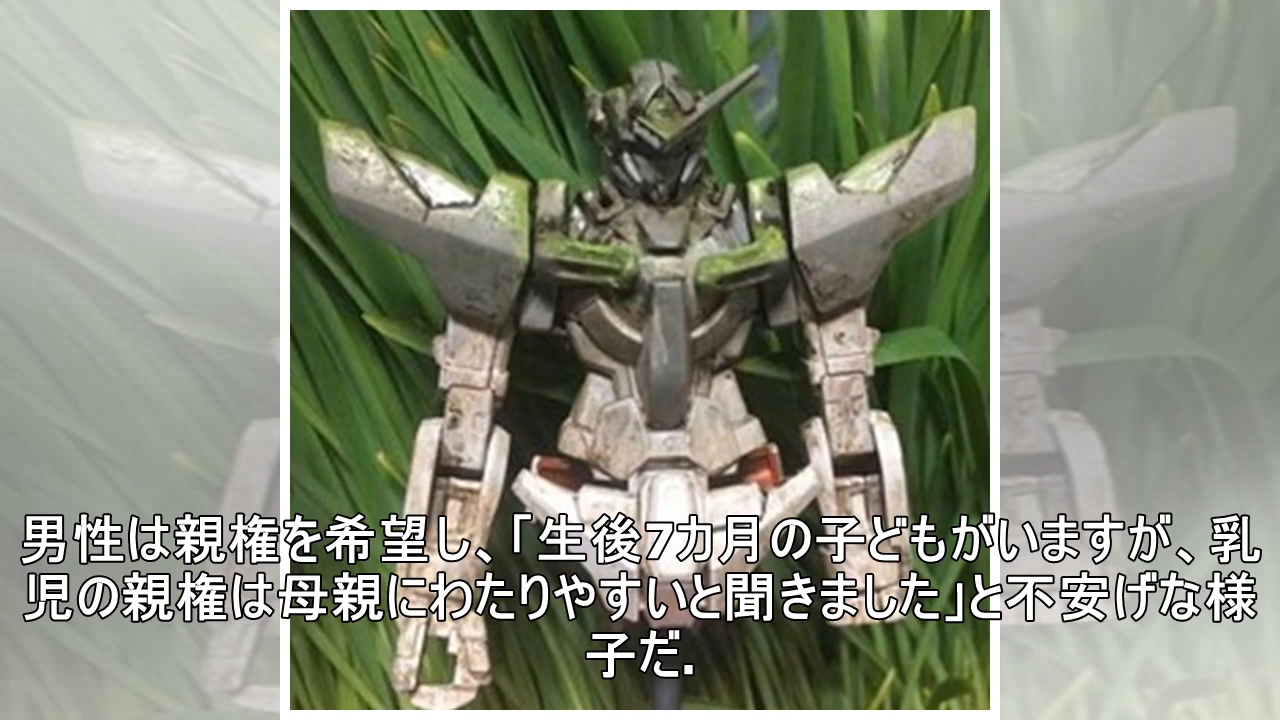 男性は親権を希望し、「生後7カ月の子どもがいますが、乳
児の親権は母親にわたりやすいと聞きました」と不安げな様
子だ.